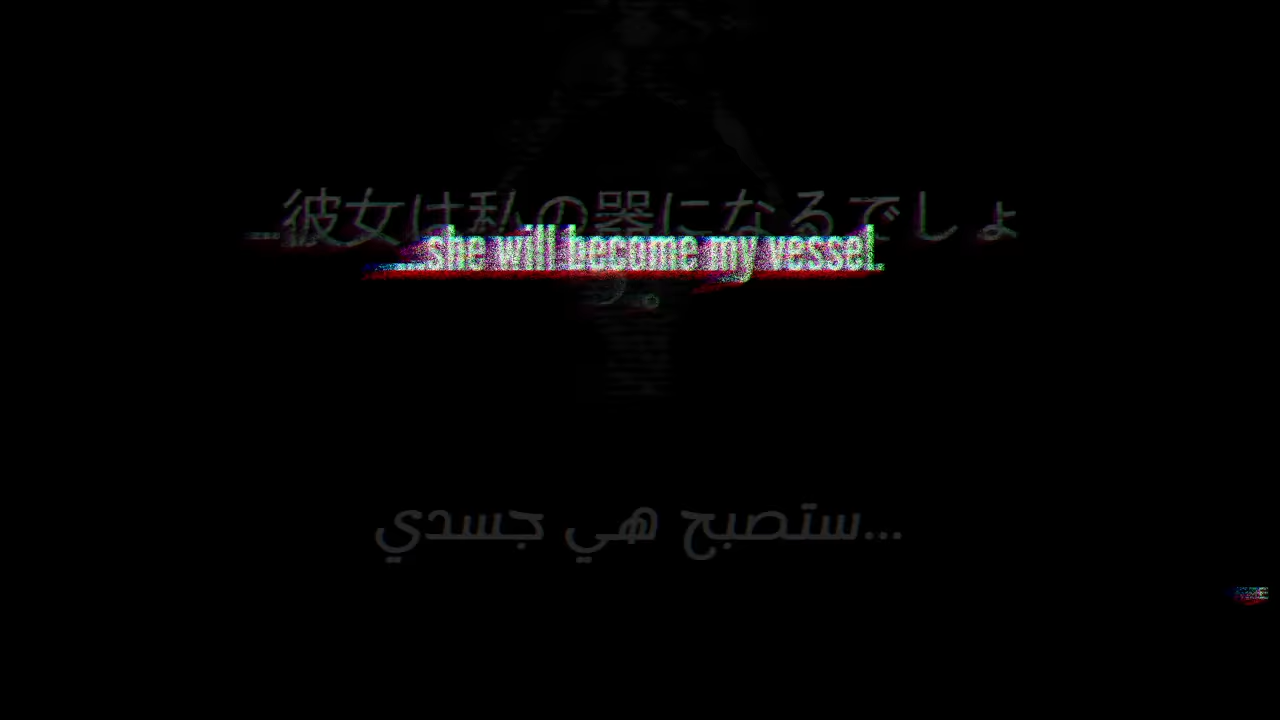 ...彼女は私の器になるでしょ
...she will become my vessel
う。
...ستصبح هي جسدي